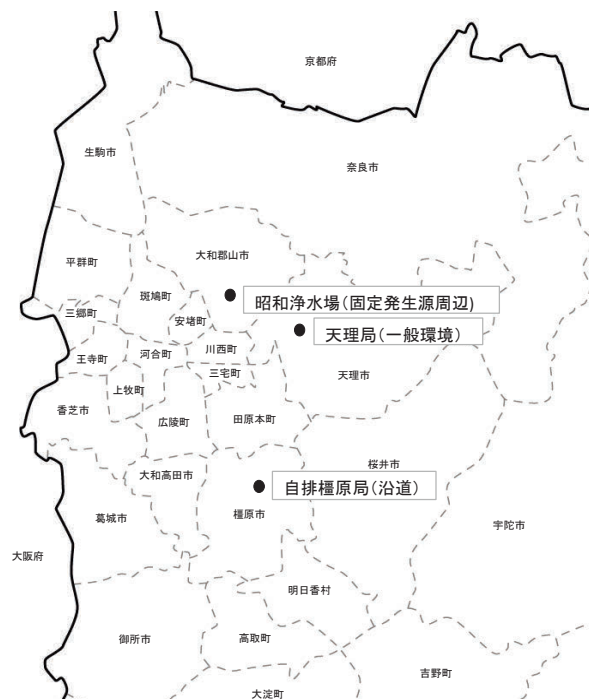 京都府
生駒市
奈良市
平群町
大和郡山市
斑鳩町
昭和浄水場(固定発生源周辺)
三郷町
安堵町
天理局(一般環境)
王寺町
河合町
川西町
三宅町
天理市
上牧町
香芝市
広陵町
田原本町
桜井市
大和高田市
自排橿原局(沿道)
葛城市
橿原市
宇陀市
大阪府
明日香村
御所市
高取町
吉野町
大淀町